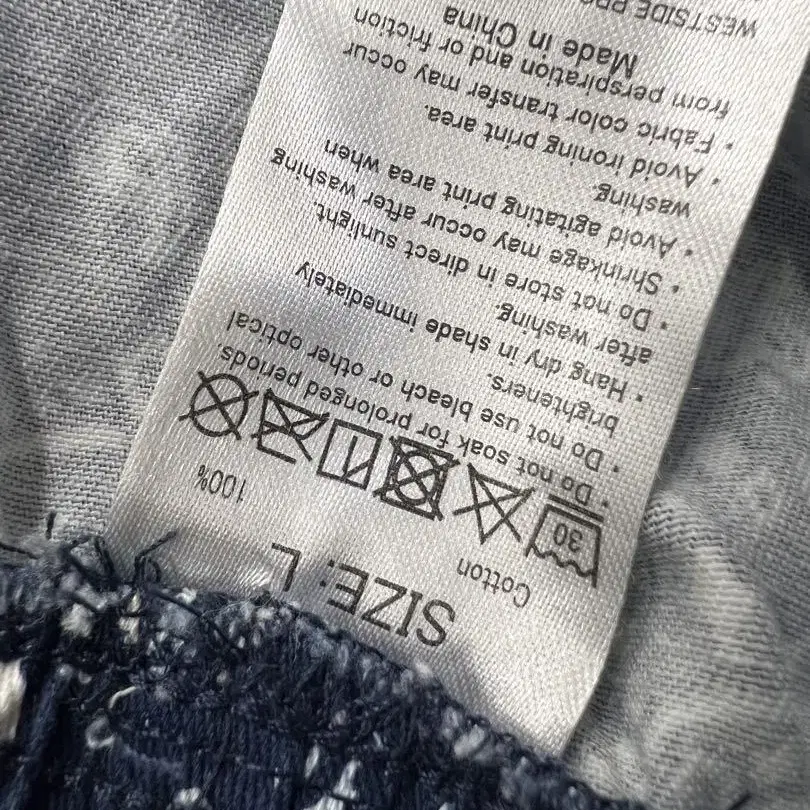 SIZE: L
Cotton 100%
30
• Do not soak for prolonged periods.
• Do not use bleach or other optical
brighteners.
• Hang dry in shade immediately
after washing.
• Do not store in direct sunlight.
• Shrinkage may occur after washing
• Avoid agitating print area when
washing.
• Avoid ironing print area.
• Fabric color transfer may occur
from perspiration and or friction
Made in China
WESTSIDE